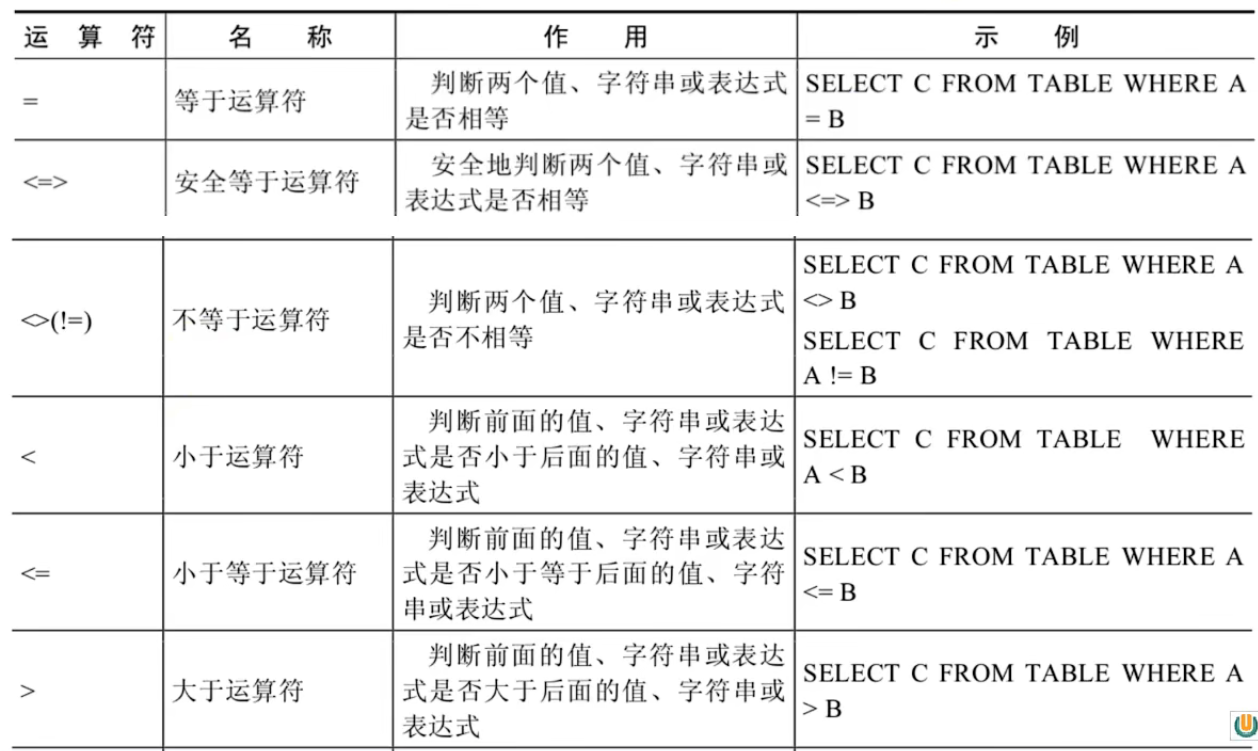 运 算 符 名 称 作 用 示 例
= 等于运算符 判断两个值、字符串或表达式 SELECT C FROM TABLE WHERE A
是否相等 = B
<=> 安全等于运算符 安全地判断两个值、字符串或 SELECT C FROM TABLE WHERE A
表达式是否相等 <=> B
<>(!=) 不等于运算符 判断两个值、字符串或表达式 SELECT C FROM TABLE WHERE A
是否不相等 <> B
SELECT C FROM TABLE WHERE
A != B
< 小于运算符 判断前面的值、字符串或表达 SELECT C FROM TABLE WHERE
式是否小于后面的值、字符串或 A < B
表达式
<= 小于等于运算符 判断前面的值、字符串或表达 SELECT C FROM TABLE WHERE A
式是否小于等于后面的值、字符 <= B
串或表达式
> 大于运算符 判断前面的值、字符串或表达 SELECT C FROM TABLE WHERE A
式是否大于后面的值、字符串或 > B
表达式